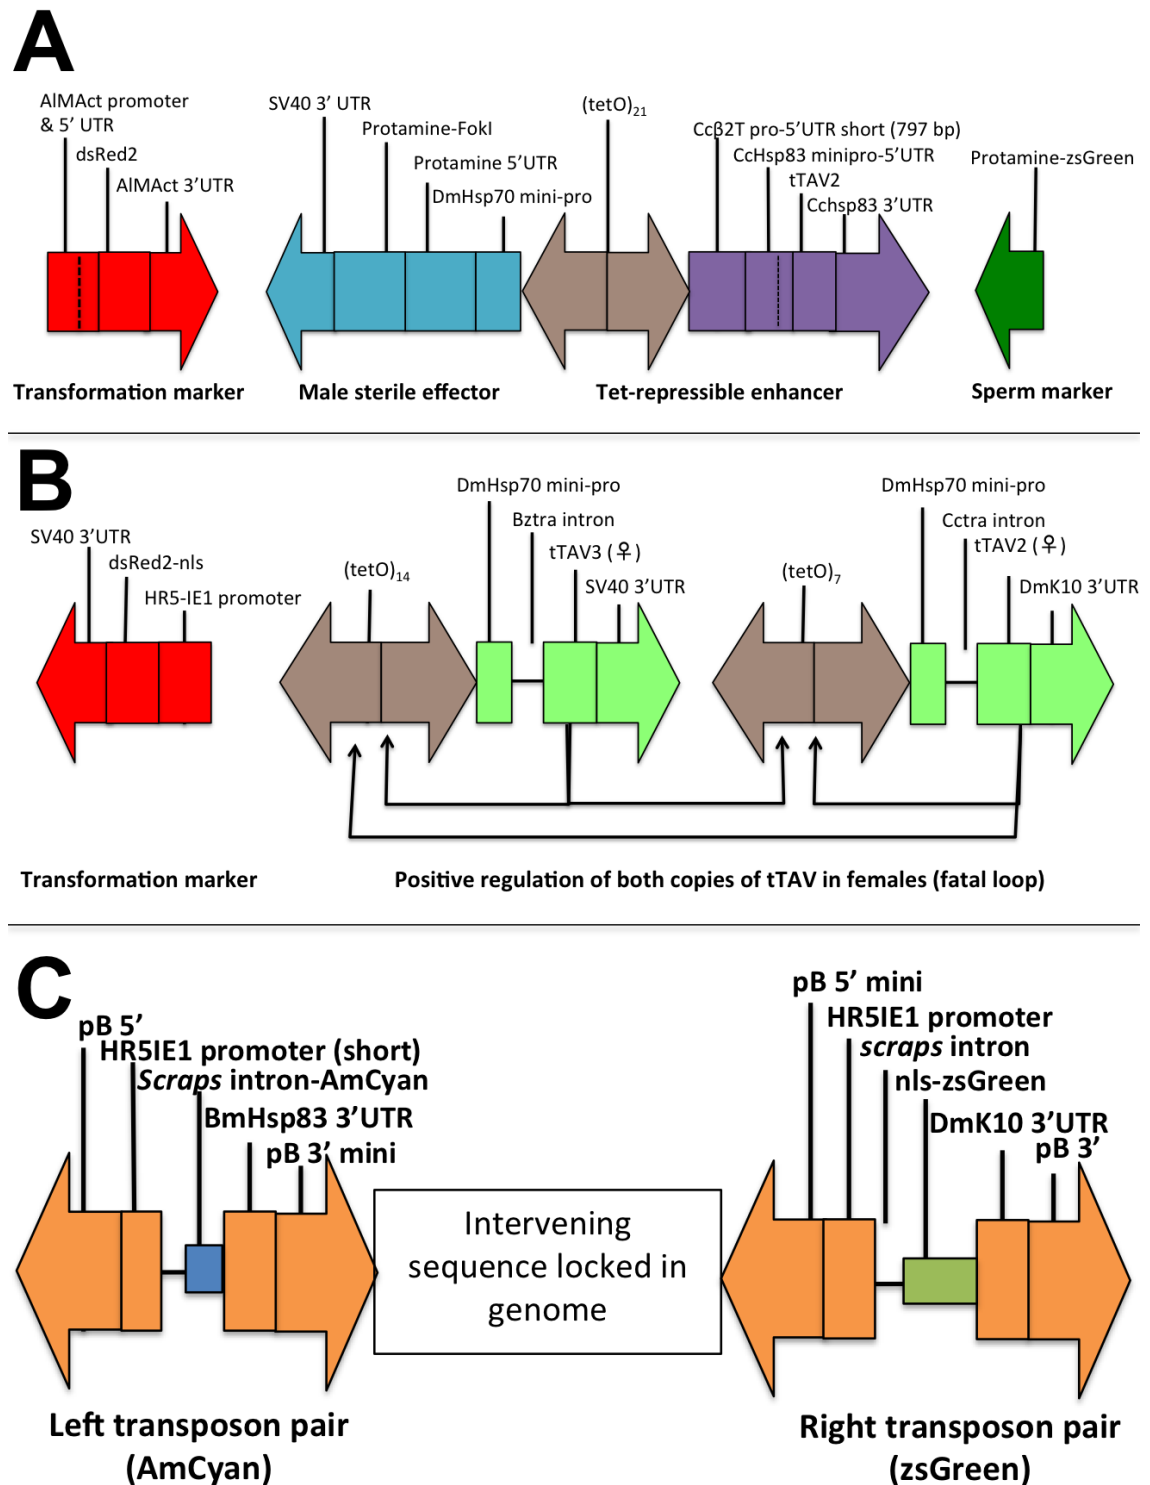 A
AlMAct promoter
& 5’ UTR
dsRed2
AlMAct 3’UTR
SV40 3’ UTR
Protamine-FokI
Protamine 5’UTR
DmHsp70 mini-pro
(tetO)21
Ccβ2T pro-5’UTR short (797 bp)
CcHsp83 minipro-5’UTR
tTAV2
Cchsp83 3’UTR
Protamine-zsGreen
Transformation marker
Male sterile effector
Tet-repressible enhancer
Sperm marker
B
SV40 3’UTR
dsRed2-nls
HR5-IE1 promoter
(tetO)14
DmHsp70 mini-pro
Bztra intron
tTAV3 (♀)
SV40 3’UTR
(tetO)7
DmHsp70 mini-pro
Cctra intron
tTAV2 (♀)
DmK10 3’UTR
Transformation marker
Positive regulation of both copies of tTAV in females (fatal loop)
C
pB 5’
HR5IE1 promoter (short)
Scraps intron-AmCyan
BmHsp83 3’UTR
pB 3’ mini
Intervening
sequence locked in
genome
pB 5’ mini
HR5IE1 promoter
scraps intron
nls-zsGreen
DmK10 3’UTR
pB 3’
Left transposon pair
(AmCyan)
Right transposon pair
(zsGreen)